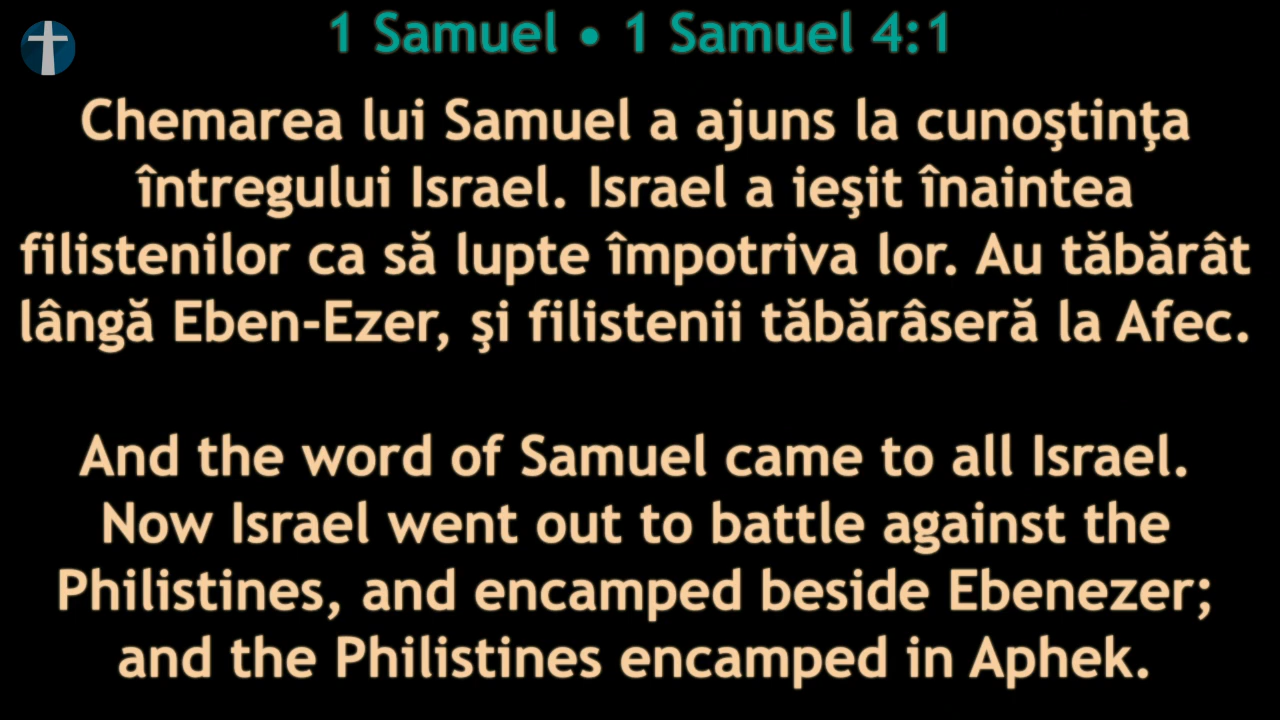 1 Samuel • 1 Samuel 4:1
Chemarea lui Samuel a ajuns la cunoştinţa
întregului Israel. Israel a ieşit înaintea
filistenilor ca să lupte împotriva lor. Au tăbărât
lângă Eben-Ezer, şi filistenii tăbărâseră la Afec.
And the word of Samuel came to all Israel.
Now Israel went out to battle against the
Philistines, and encamped beside Ebenezer;
and the Philistines encamped in Aphek.